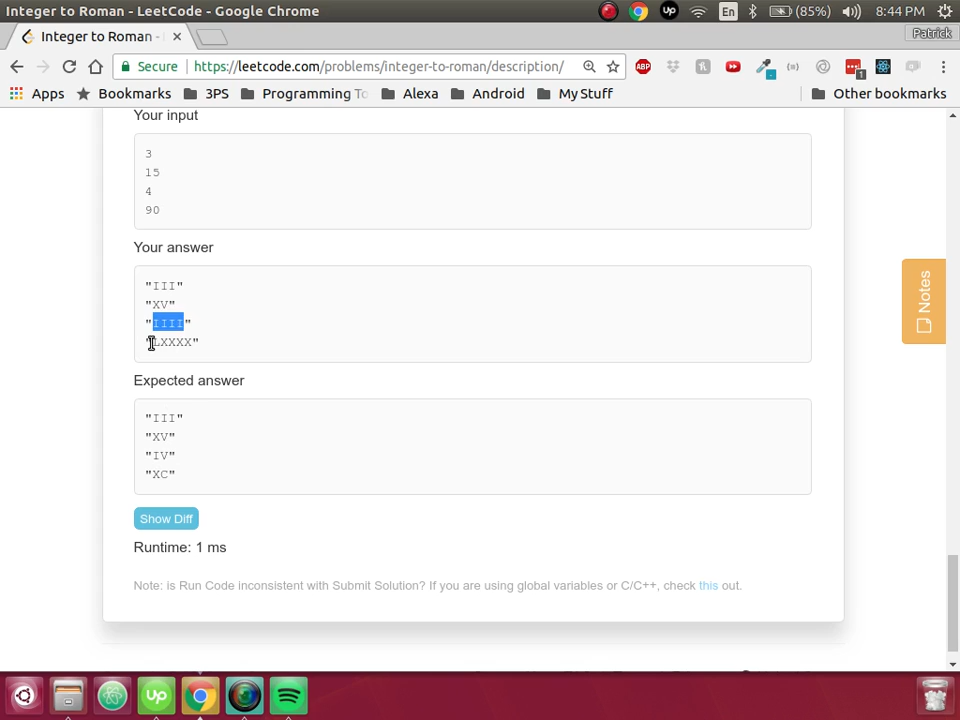 Integer to Roman - LeetCode - Google Chrome
En
(85%)
8:44 PM
Integer to Roman -
Patrick
Secure
https://leetcode.com/problems/integer-to-roman/description/
ABP
1
Apps
Bookmarks
3PS
Programming To
Alexa
Android
My Stuff
Other bookmarks
Your input
3
15
4
90
Your answer
"III"
"XV"
"IIII"
"LXXXX"
Expected answer
"III"
"XV"
"IV"
"XC"
Show Diff
Runtime: 1 ms
Note: is Run Code inconsistent with Submit Solution? If you are using global variables or C/C++, check this out.
Notes